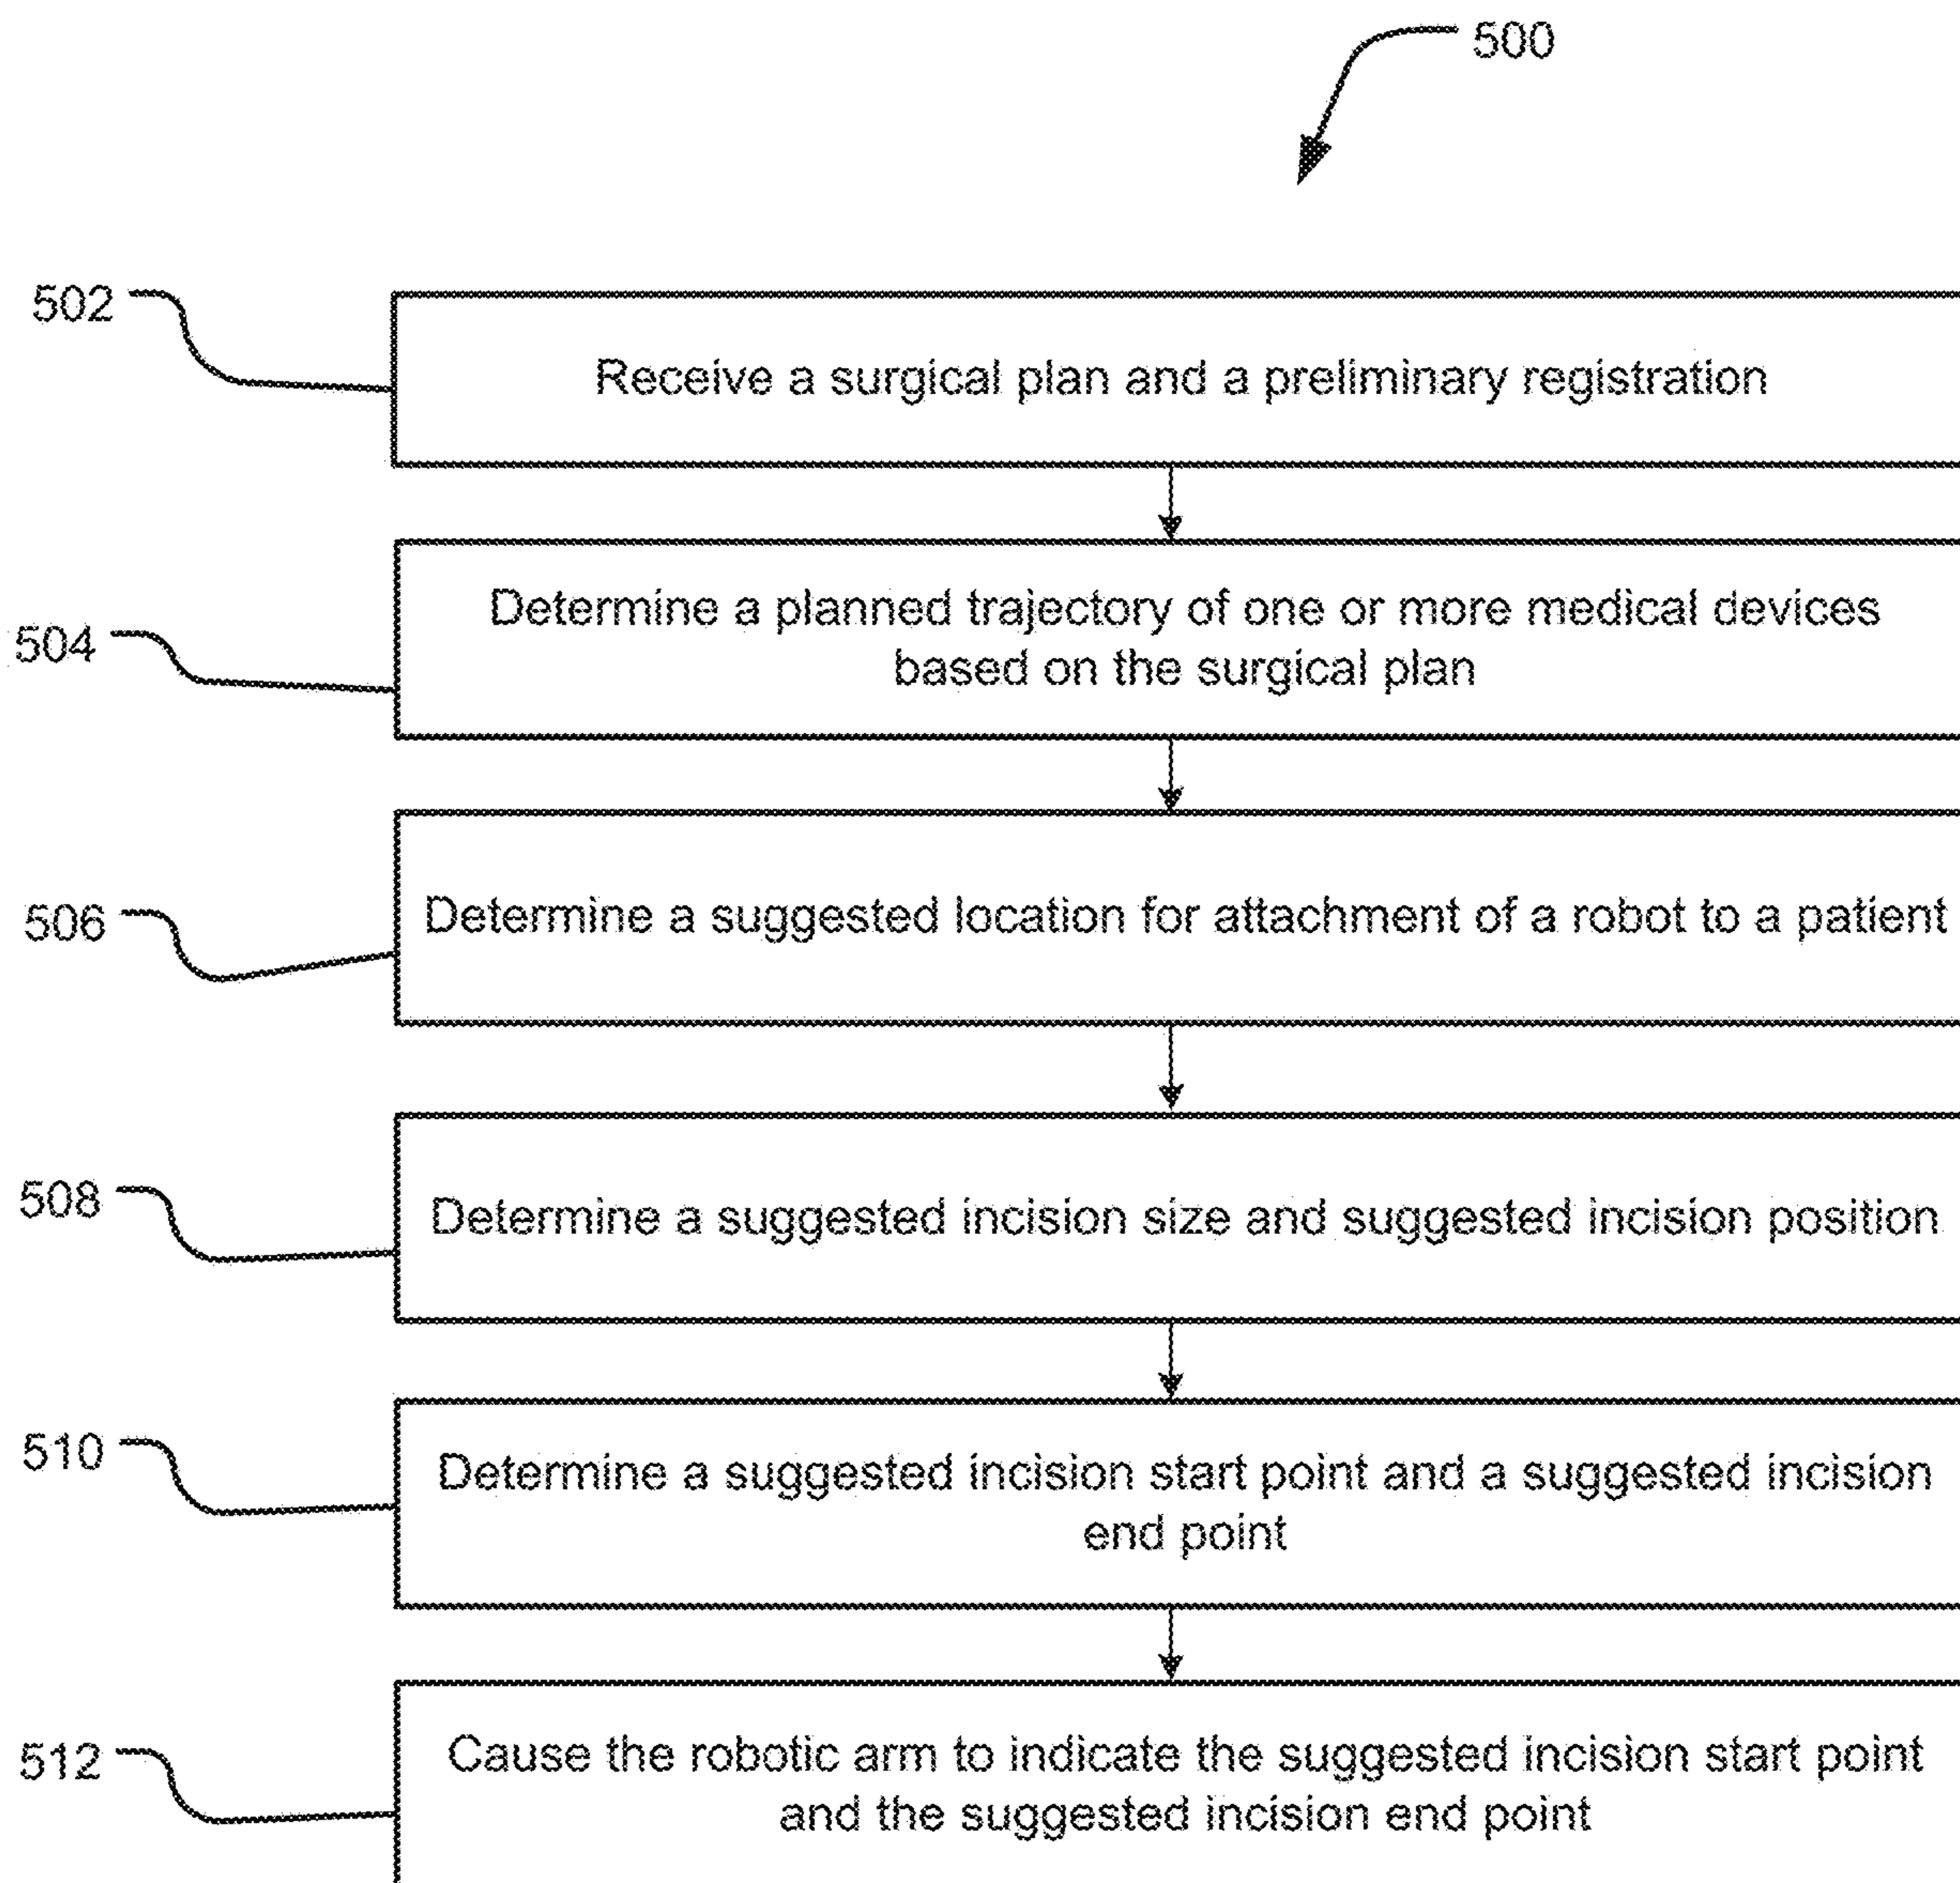 500
502
Receive a surgical plan and a preliminary registration
504
Determine a planned trajectory of one or more medical devices
based on the surgical plan
506
Determine a suggested location for attachment of a robot to a patient
508
Determine a suggested incision size and suggested incision position
510
Determine a suggested incision start point and a suggested incision
end point
512
Cause the robotic arm to indicate the suggested incision start point
and the suggested incision end point